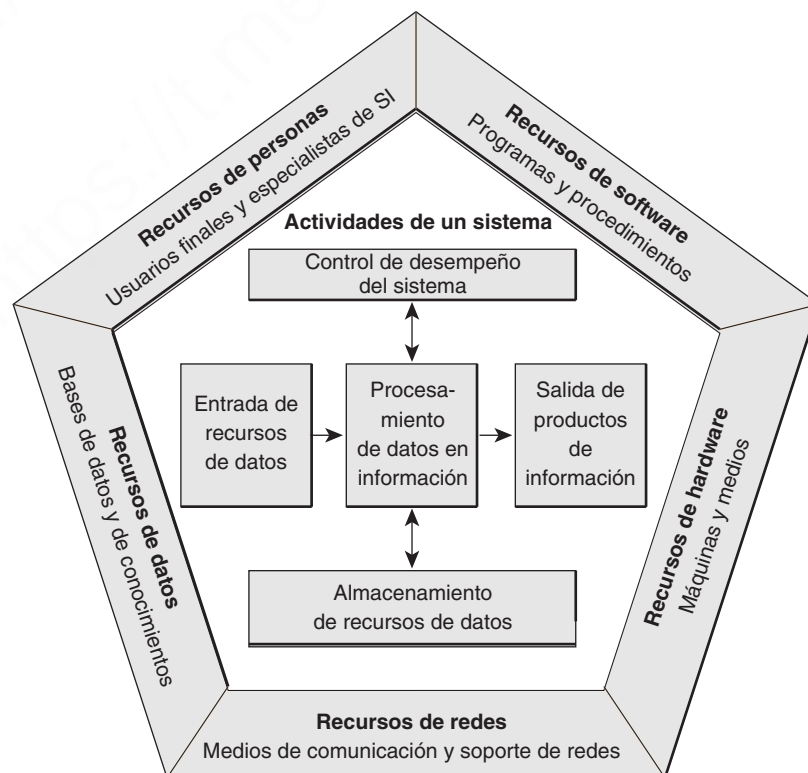 Recursos de personas
Usuarios finales y especialistas de SI
Recursos de software
Programas y procedimientos
Actividades de un sistema
Control de desempeño
del sistema
Entrada de
recursos
de datos
Procesa-
miento
de datos en
información
Salida de
productos
de
información
Almacenamiento
de recursos de datos
Recursos de datos
Bases de datos y de conocimientos
Recursos de hardware
Máquinas y medios
Recursos de redes
Medios de comunicación y soporte de redes